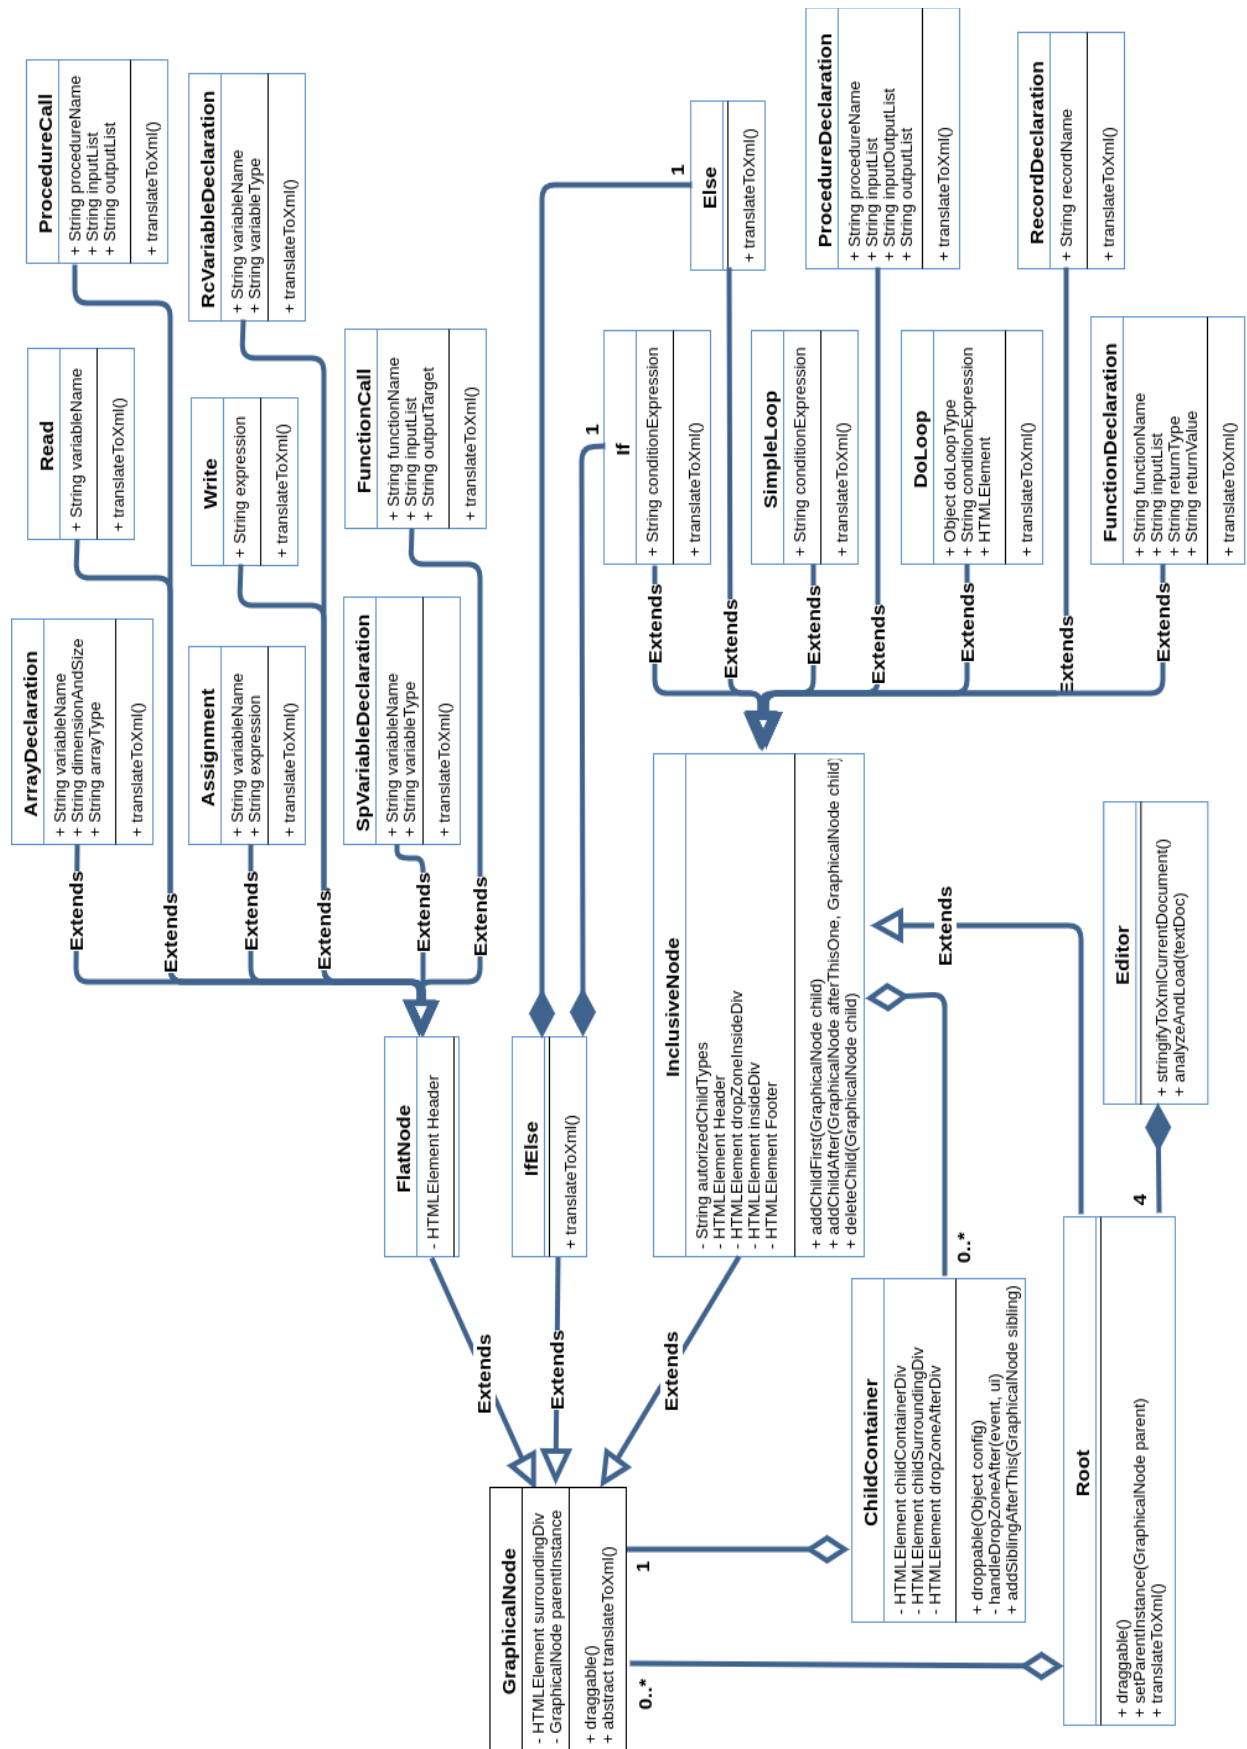 GraphicalNode
- HTMLElement surroundingDiv
- GraphicalNode parentInstance
+ draggable()
+ abstract translateToXml()
1
0..*
Extends
Extends
Extends
FlatNode
- HTMLElement Header
IfElse
+ translateToXml()
InclusiveNode
- String autorizedChildTypes
- HTMLElement Header
- HTMLElement dropZoneInsideDiv
- HTMLElement insideDiv
- HTMLElement Footer
+ addChildFirst(GraphicalNode child)
+ addChildAfter(GraphicalNode afterThisOne, GraphicalNode child)
+ deleteChild(GraphicalNode child)
ChildContainer
- HTMLElement childContainerDiv
- HTMLElement childSurroundingDiv
- HTMLElement dropZoneAfterDiv
+ droppable(Object config)
- handleDropZoneAfter(event, ui)
+ addSiblingAfterThis(GraphicalNode sibling)
0..*
Root
+ draggable()
+ setParentInstance(GraphicalNode parent)
+ translateToXml()
4
Extends
Editor
+ stringifyToXmlCurrentDocument()
+ analyzeAndLoad(textDoc)
Extends
Extends
Extends
Extends
Extends
Extends
ArrayDeclaration
+ String variableName
+ String dimensionAndSize
+ String arrayType
+ translateToXml()
Read
+ String variableName
+ translateToXml()
ProcedureCall
+ String procedureName
+ String inputList
+ String outputList
+ translateToXml()
Assignment
+ String variableName
+ String expression
+ translateToXml()
Write
+ String expression
+ translateToXml()
RcVariableDeclaration
+ String variableName
+ String variableType
+ translateToXml()
SpVariableDeclaration
+ String variableName
+ String variableType
+ translateToXml()
FunctionCall
+ String functionName
+ String inputList
+ String outputTarget
+ translateToXml()
1
1
Extends
Extends
Extends
Extends
Extends
Extends
Extends
If
+ String conditionExpression
+ translateToXml()
Else
+ translateToXml()
SimpleLoop
+ String conditionExpression
+ translateToXml()
ProcedureDeclaration
+ String procedureName
+ String inputList
+ String inputOutputList
+ String outputList
+ translateToXml()
DoLoop
+ Object doLoopType
+ String conditionExpression
+ HTMLElement
+ translateToXml()
RecordDeclaration
+ String recordName
+ translateToXml()
FunctionDeclaration
+ String functionName
+ String inputList
+ String returnType
+ String returnValue
+ translateToXml()